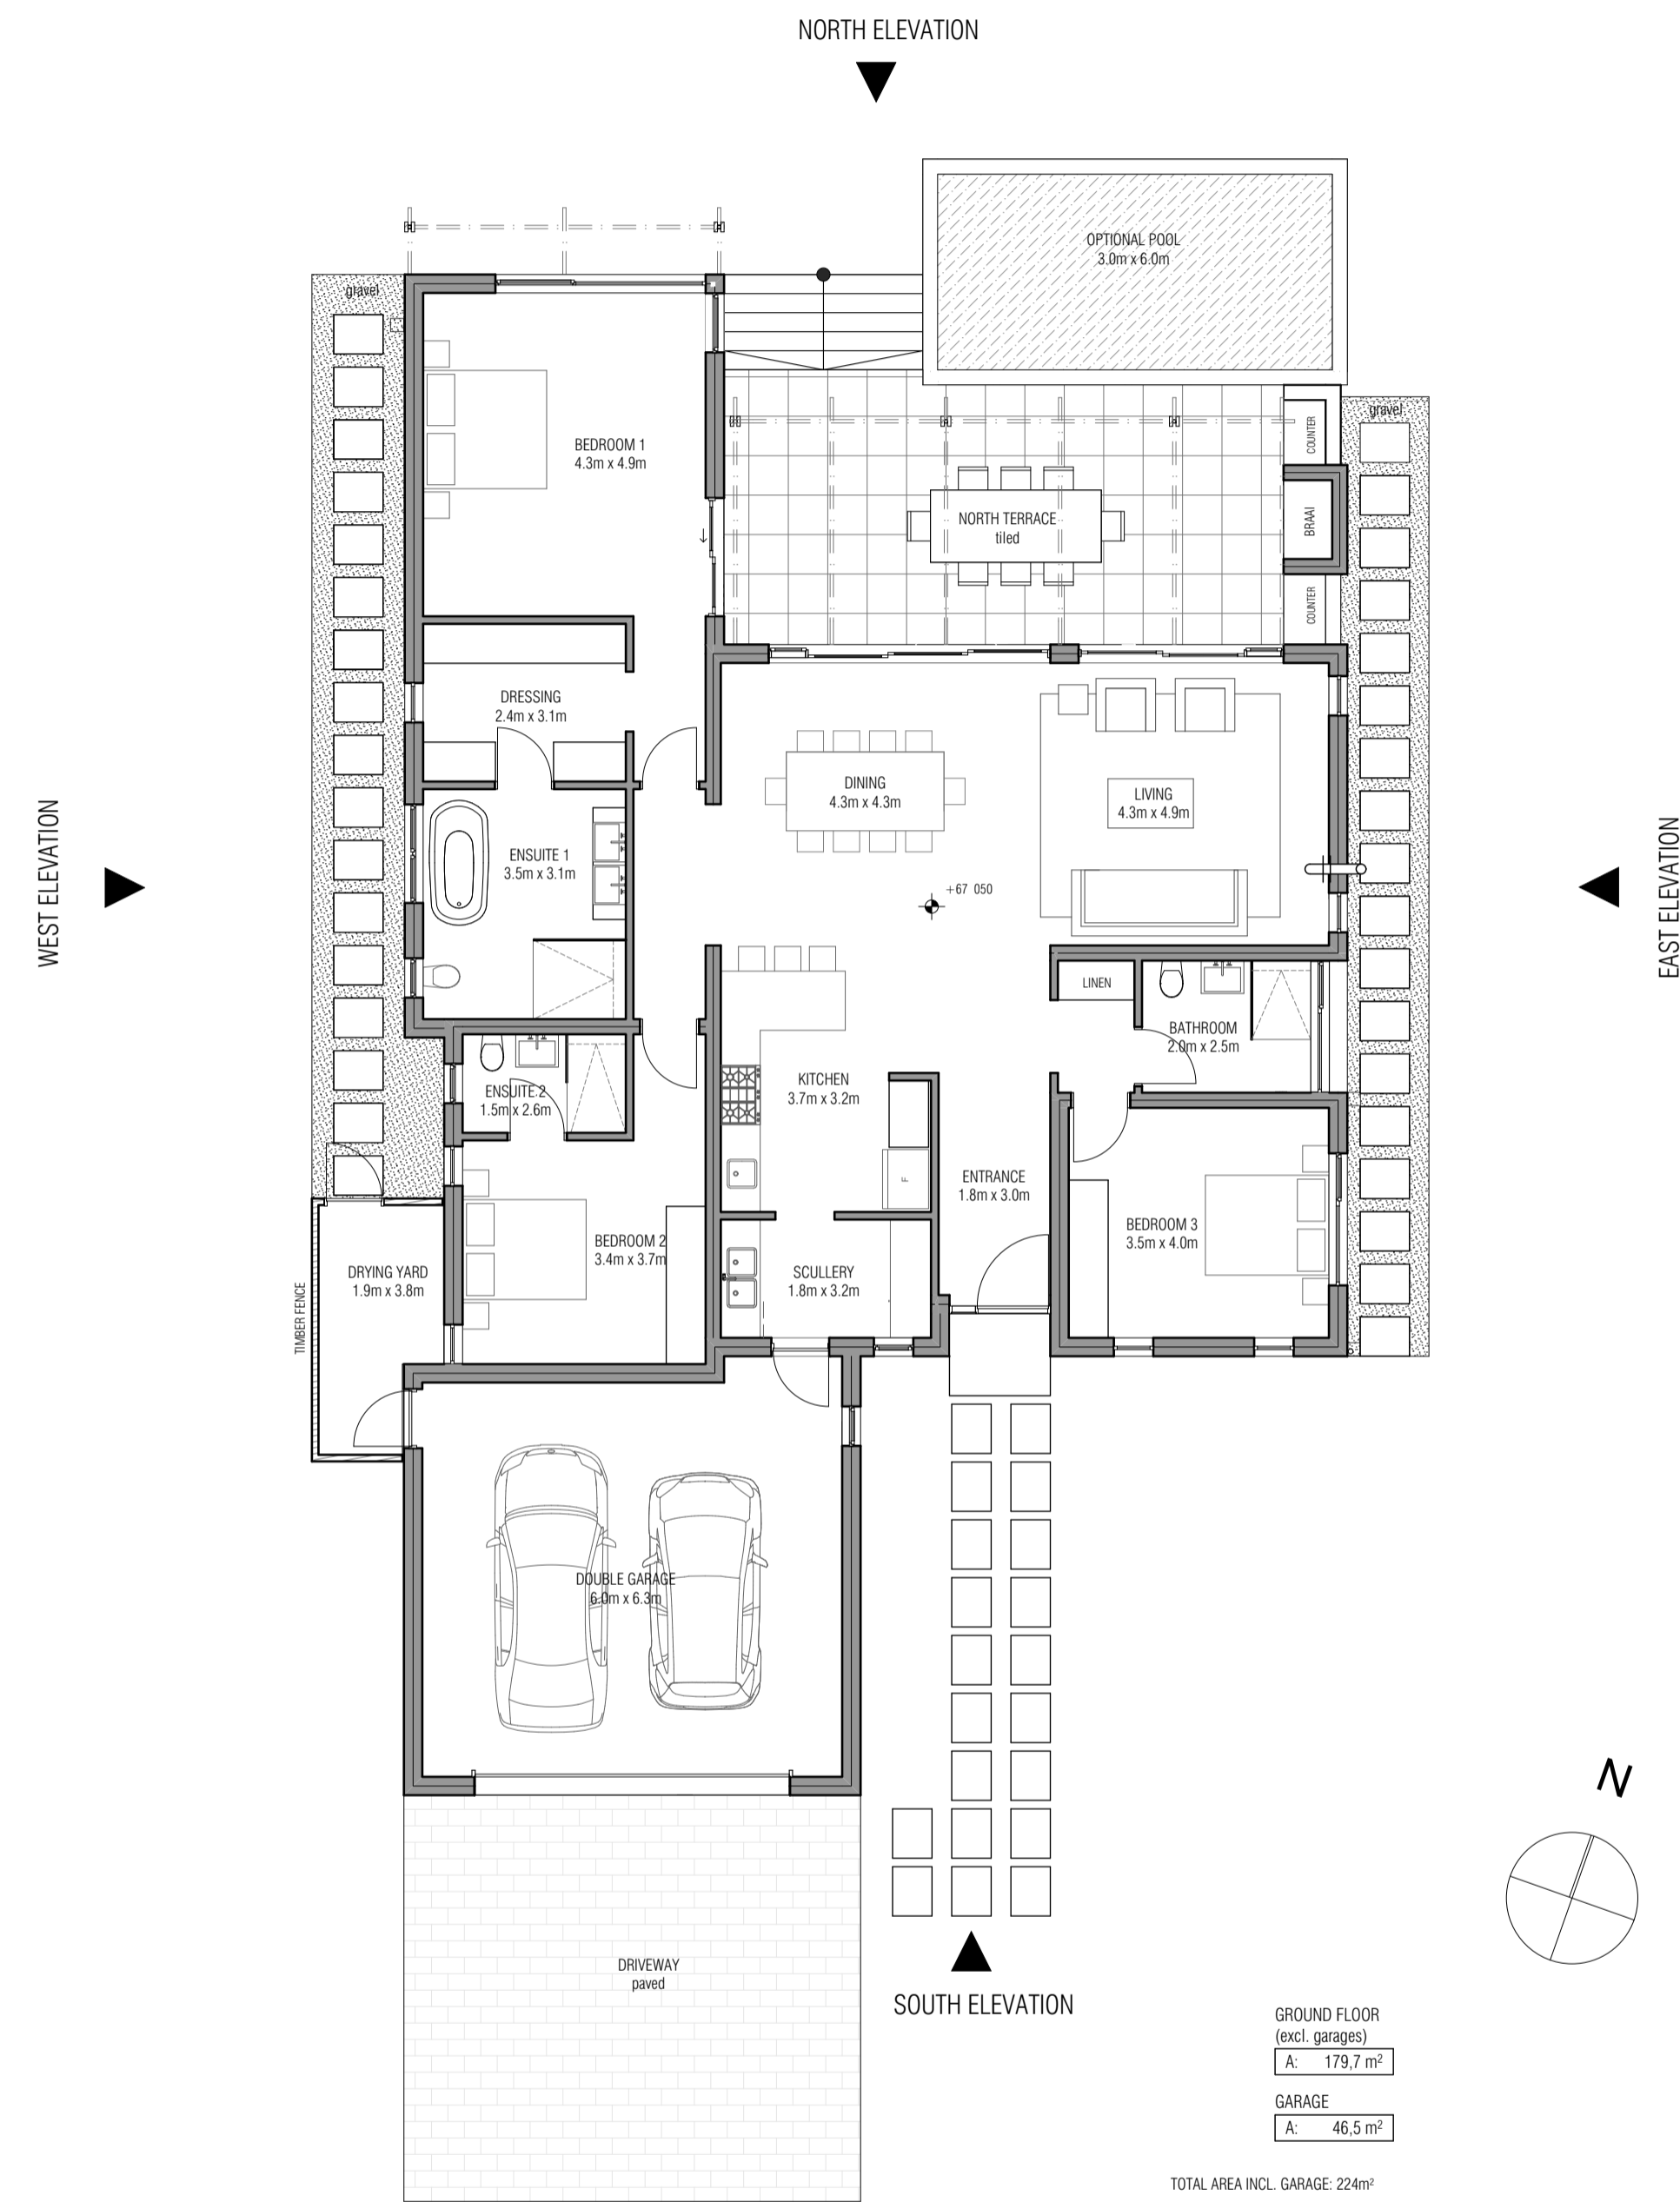 NORTH ELEVATION
OPTIONAL POOL
3.0m x 6.0m
gravel
gravel
COUNTER
BEDROOM 1
4.3m x 4.9m
NORTH TERRACE
tiled
BRAAI
COUNTER
DRESSING
2.4m x 3.1m
DINING
4.3m x 4.3m
LIVING
4.3m x 4.9m
WEST ELEVATION
EAST ELEVATION
ENSUITE 1
3.5m x 3.1m
+67 050
LINEN
BATHROOM
2.0m x 2.5m
ENSUITE 2
1.5m x 2.6m
KITCHEN
3.7m x 3.2m
F
ENTRANCE
1.8m x 3.0m
BEDROOM 2
3.4m x 3.7m
BEDROOM 3
3.5m x 4.0m
DRYING YARD
1.9m x 3.8m
SCULLERY
1.8m x 3.2m
TIMBER FENCE
DOUBLE GARAGE
6.0m x 6.3m
N
DRIVEWAY
paved
SOUTH ELEVATION
GROUND FLOOR
(excl. garages)
A: 179,7 m²
GARAGE
A: 46,5 m²
TOTAL AREA INCL. GARAGE: 224m²